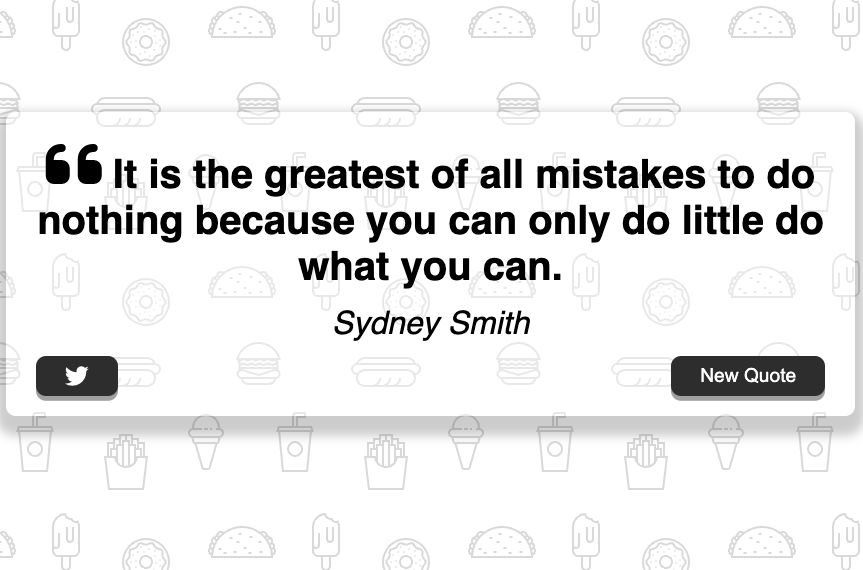 “ It is the greatest of all mistakes to do
nothing because you can only do little do
what you can.
Sydney Smith
New Quote